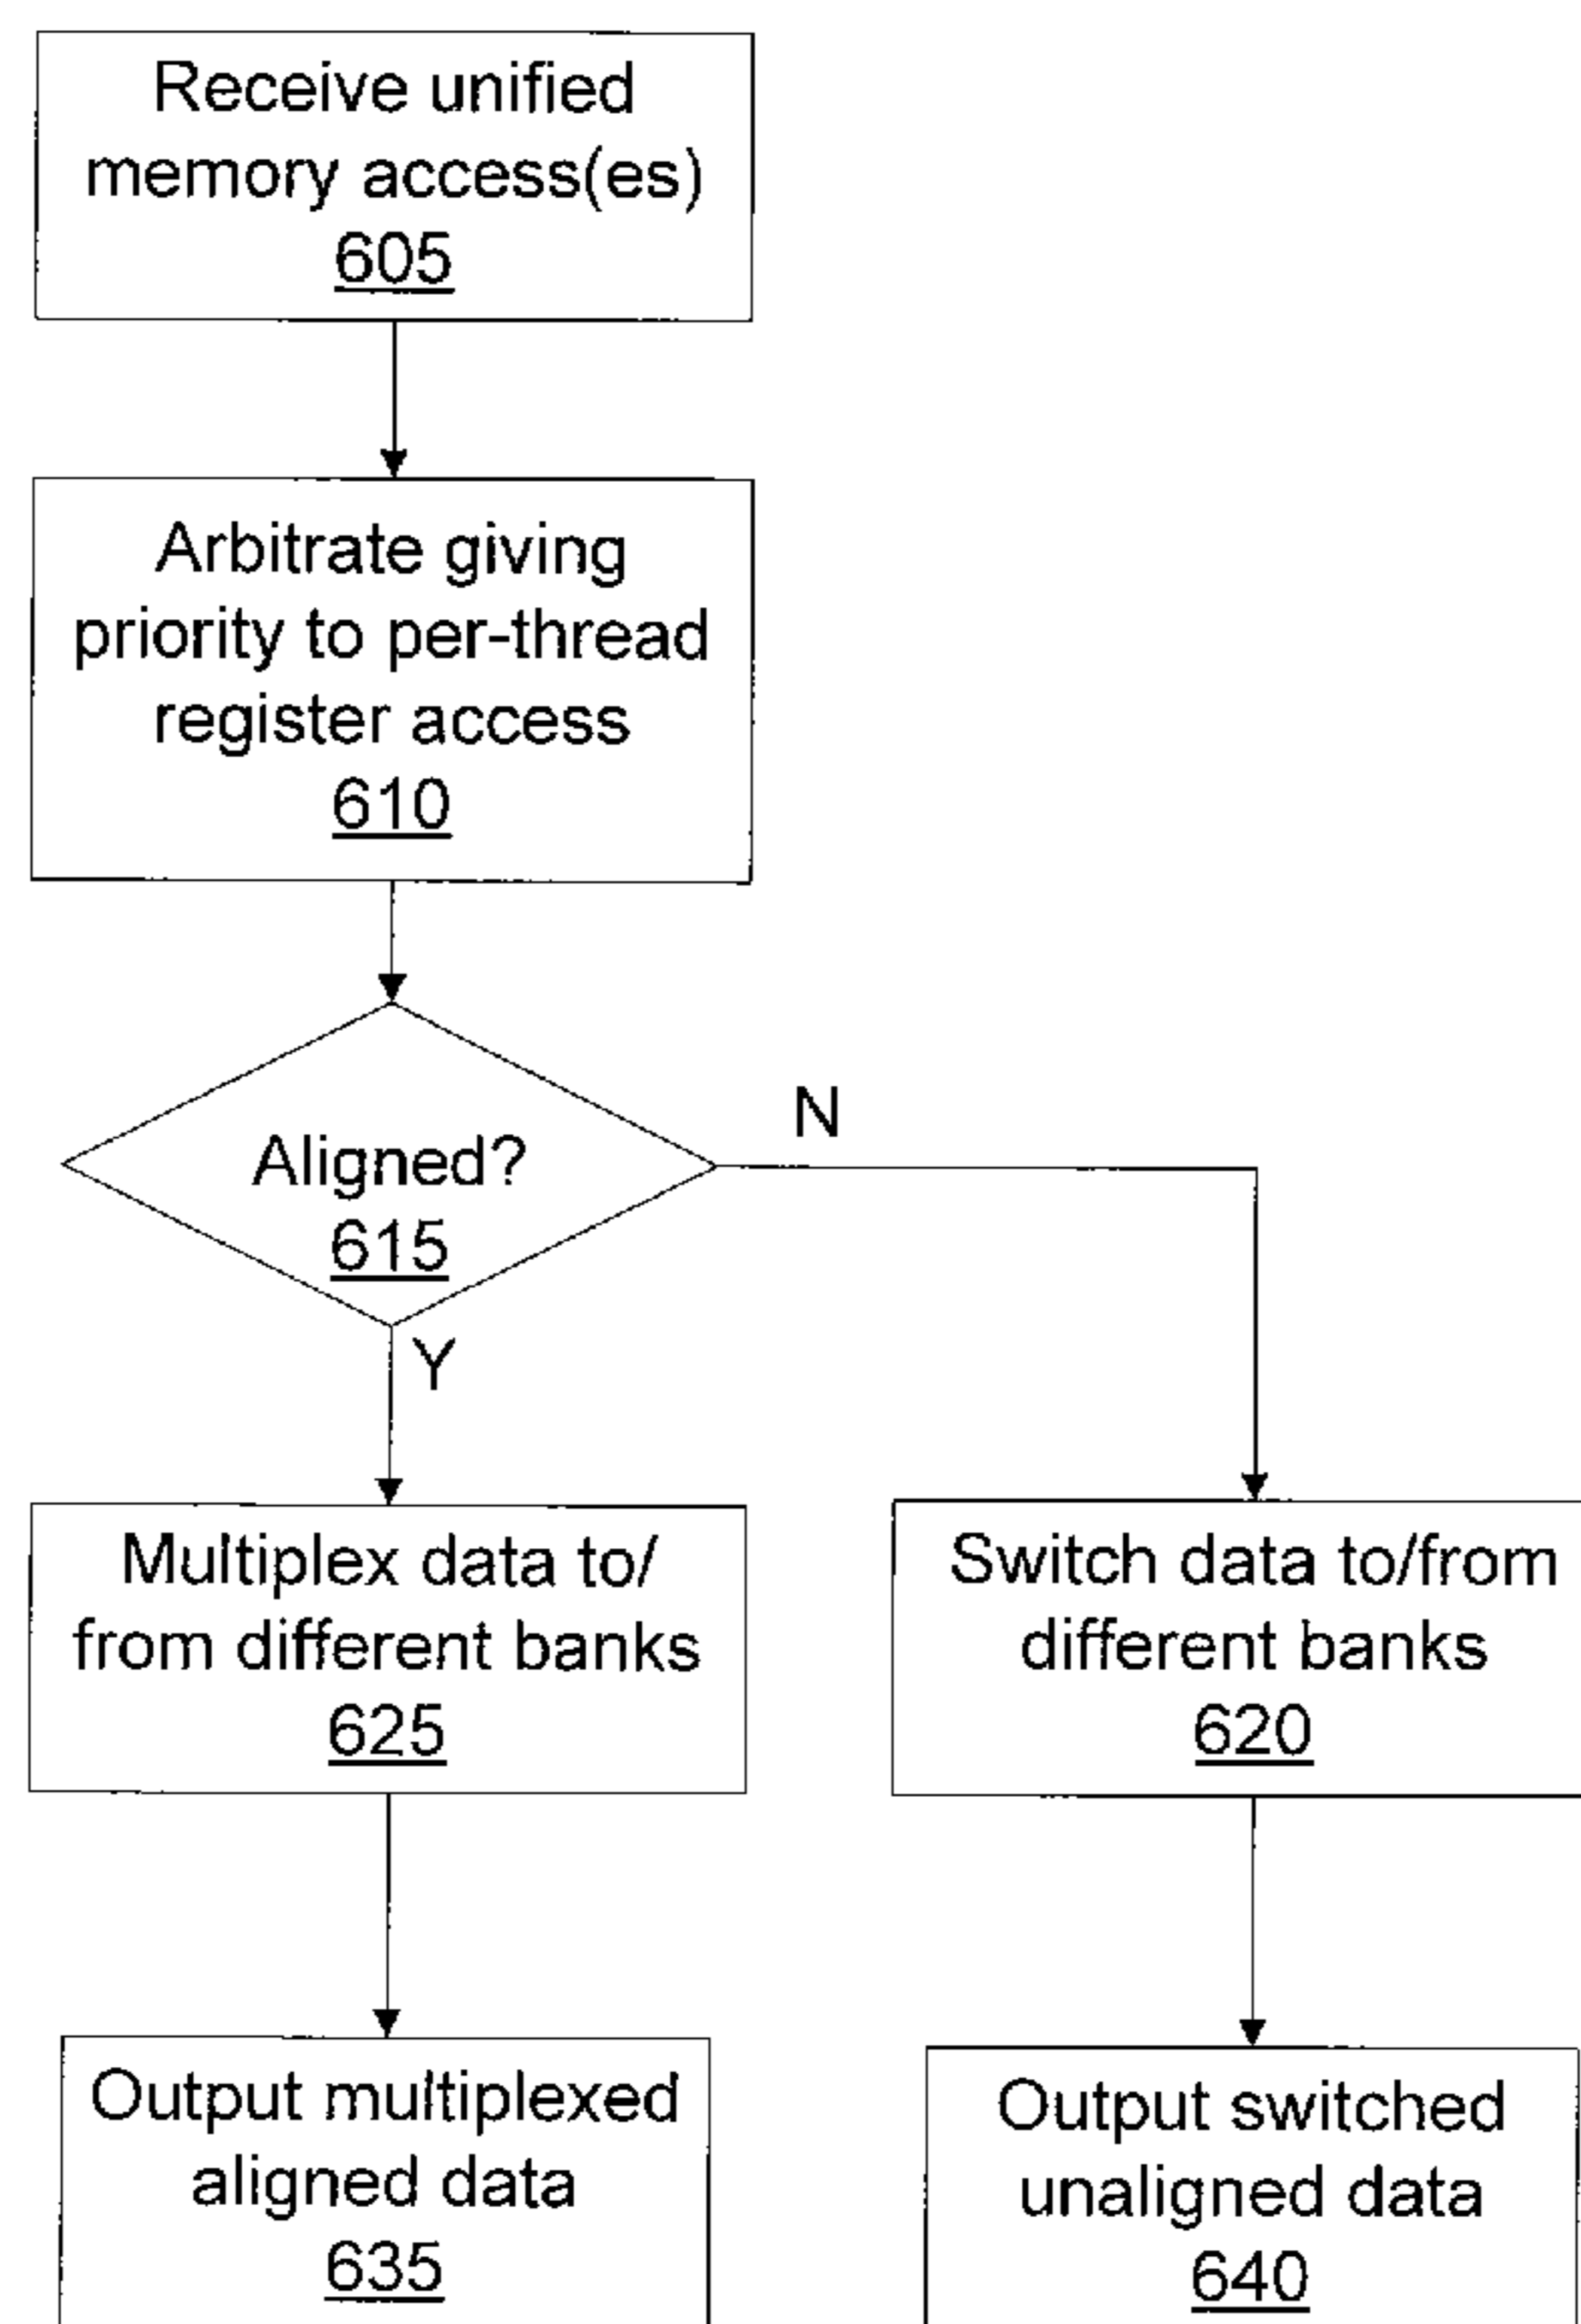 Receive unified
memory access(es)
605
Arbitrate giving
priority to per-thread
register access
610
Aligned?
615
N
Y
Multiplex data to/
from different banks
625
Switch data to/from
different banks
620
Output multiplexed
aligned data
635
Output switched
unaligned data
640